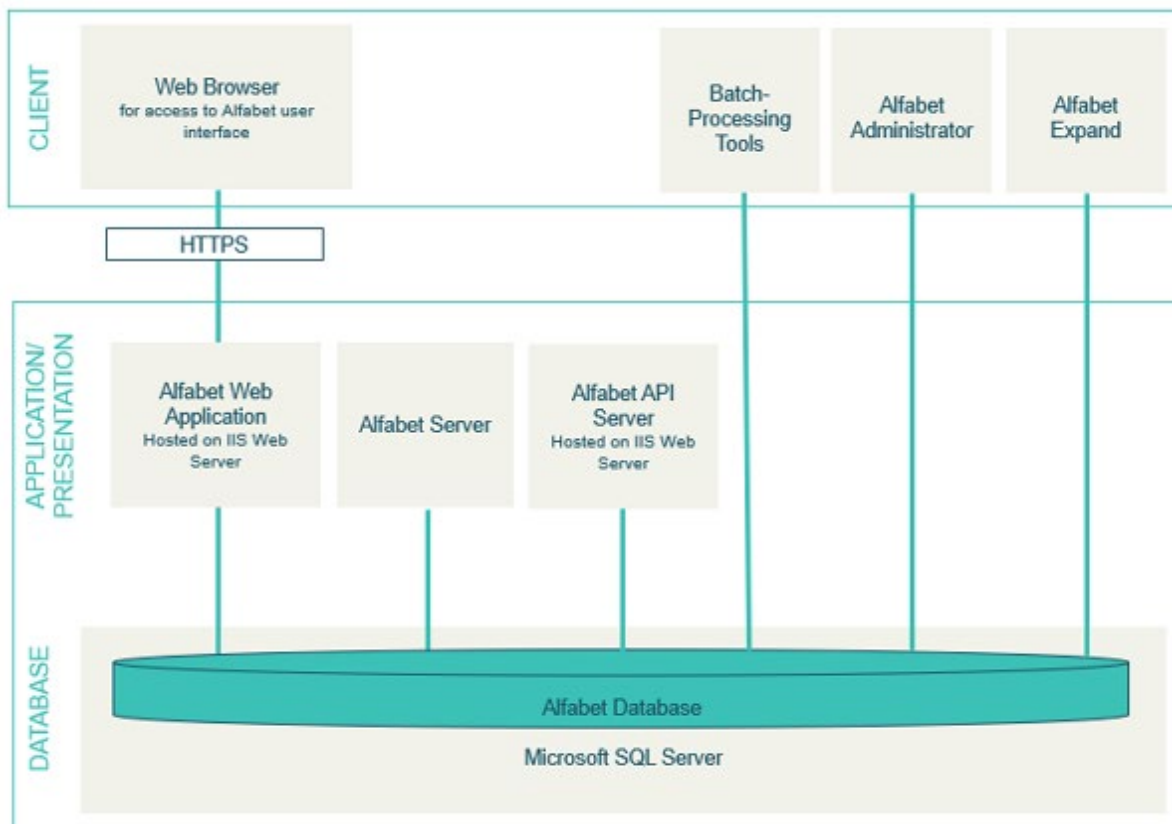 CLIENT
Web Browser
for access to Alfabet user
interface
Batch-
Processing
Tools
Alfabet
Administrator
Alfabet
Expand
HTTPS
APPLICATION/
PRESENTATION
Alfabet Web
Application
Hosted on IIS Web
Server
Alfabet Server
Alfabet API
Server
Hosted on IIS Web
Server
DATABASE
Alfabet Database
Microsoft SQL Server